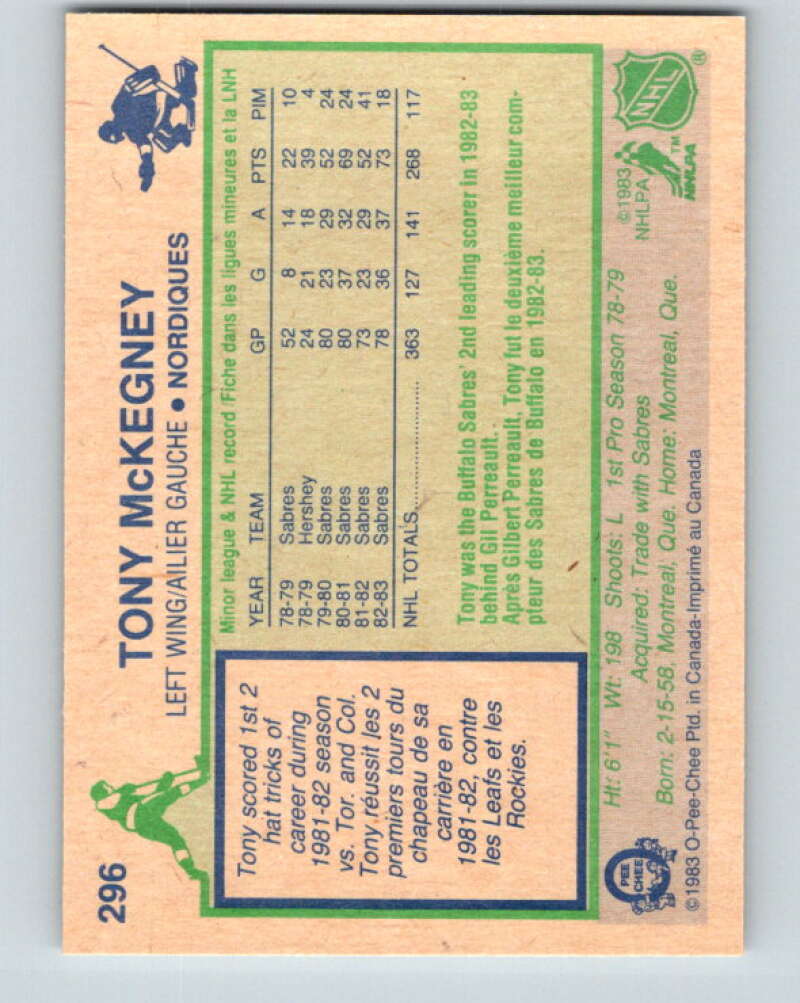 296
TONY McKEGNEY
LEFT WING/AILIER GAUCHE ● NORDIQUES
Tony scored 1st 2
hat tricks of
career during
1981-82 season
vs. Tor. and Col.
Tony réussit les 2
premiers tours du
chapeau de sa
carrière en
1981-82, contre
les Leafs et les
Rockies.
Minor league & NHL record /Fiche dans les ligues mineures et la LNH
YEAR TEAM GP G A PTS PIM
78-79 Sabres 52 8 14 22 10
78-79 Hershey 24 21 18 39 4
79-80 Sabres 80 23 29 52 24
80-81 Sabres 80 37 32 69 24
81-82 Sabres 73 23 29 52 41
82-83 Sabres 78 36 37 73 18
NHL TOTALS 363 127 141 268 117
Tony was the Buffalo Sabres' 2nd leading scorer in 1982-83
behind Gil Perreault.
Après Gilbert Perreault, Tony fut le deuxième meilleur com-
pteur des Sabres de Buffalo en 1982-83.
Ht: 6'1" Wt: 198 Shoots: L 1st Pro Season 78-79
Acquired: Trade with Sabres
Born: 2-15-58, Montreal, Que. Home: Montreal, Que.
©1983 O-Pee-Chee Ptd. in Canada-Imprimé au Canada
O
PEE
CHEE
©1983
NHLPA
NHLPA
TM
NHL
®